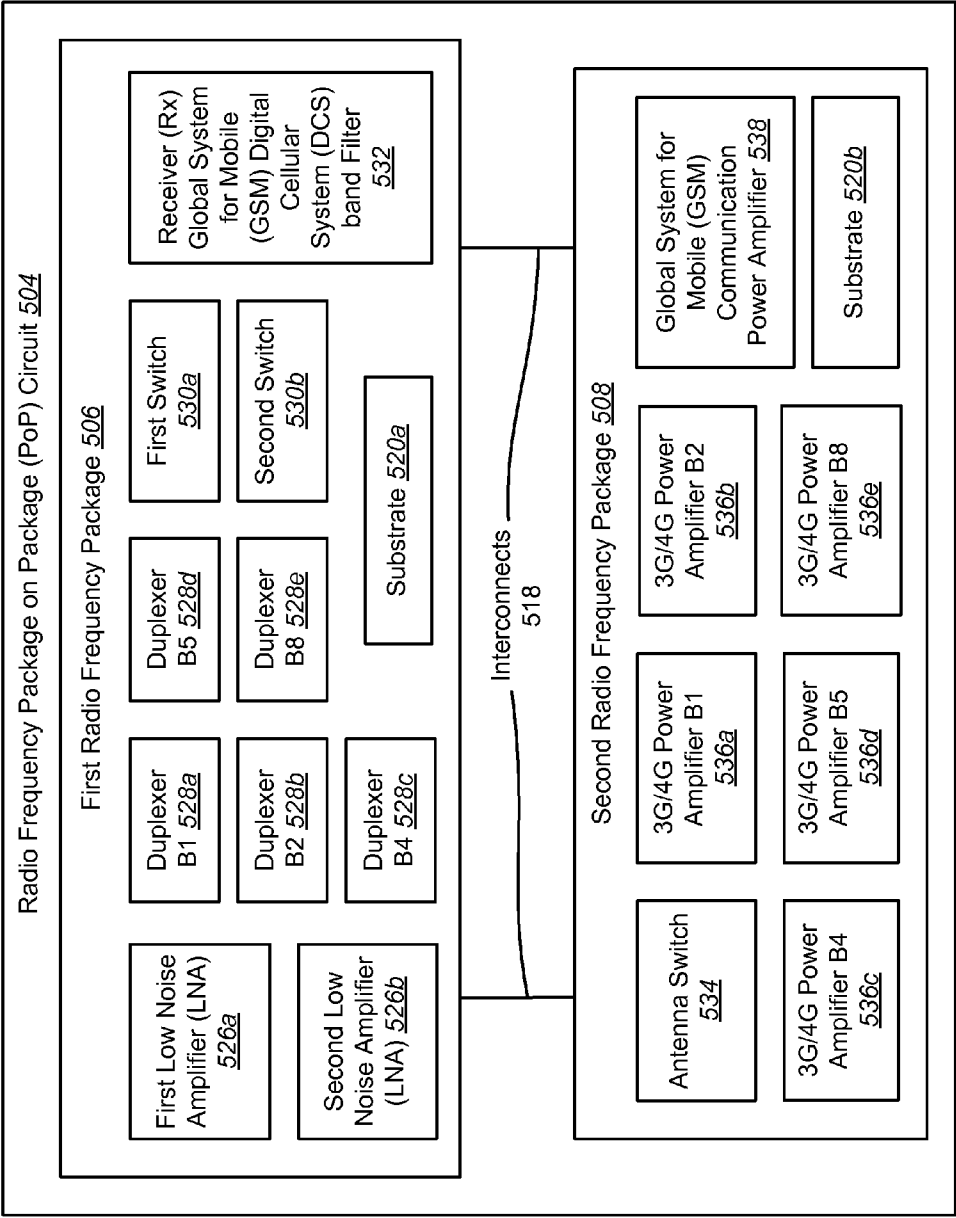 Radio Frequency Package on Package (PoP) Circuit 504
First Radio Frequency Package 506
First Low Noise
Amplifier (LNA)
526a
Second Low
Noise Amplifier
(LNA) 526b
Duplexer
B1 528a
Duplexer
B2 528b
Duplexer
B4 528c
Duplexer
B5 528d
Duplexer
B8 528e
First Switch
530a
Second Switch
530b
Substrate 520a
Receiver (Rx)
Global System
for Mobile
(GSM) Digital
Cellular
System (DCS)
band Filter
532
Interconnects
518
Second Radio Frequency Package 508
Antenna Switch
534
3G/4G Power
Amplifier B4
536c
3G/4G Power
Amplifier B1
536a
3G/4G Power
Amplifier B5
536d
3G/4G Power
Amplifier B2
536b
3G/4G Power
Amplifier B8
536e
Global System for
Mobile (GSM)
Communication
Power Amplifier 538
Substrate 520b